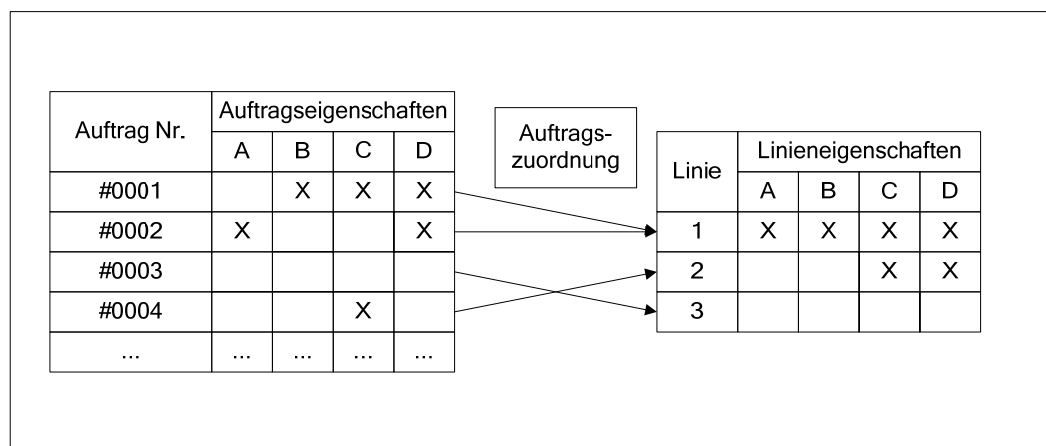 Auftrag Nr. Auftragseigenschaften
A B C D
#0001 X X X
#0002 X X
#0003
#0004 X
... ... ... ... ...
Auftrags-
zuordnung
Linie Linieneigenschaften
A B C D
1 X X X X
2 X X
3